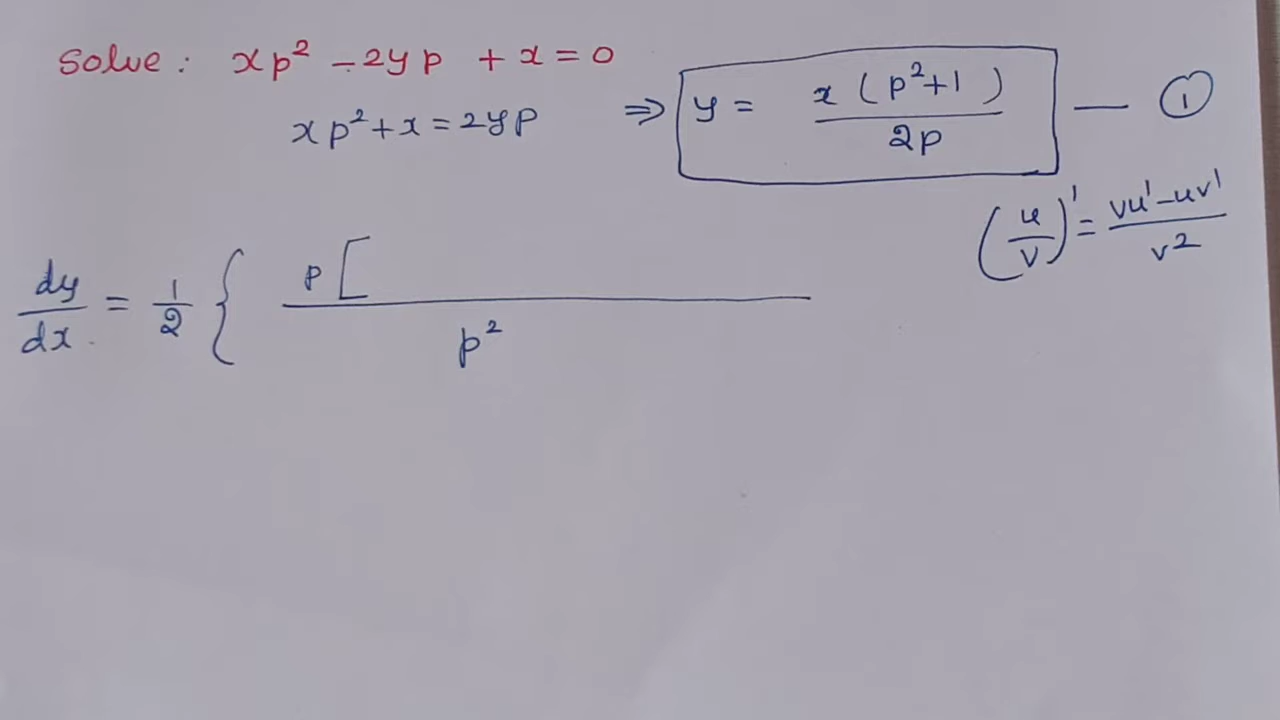 Solve : xp² - 2yp + x = 0
xp² + x = 2yp ⇒ y = x(p²+1)/2p — ①
(u/v)' = (vu' - uv')/v²
dy/dx = 1/2 { p[ / p²